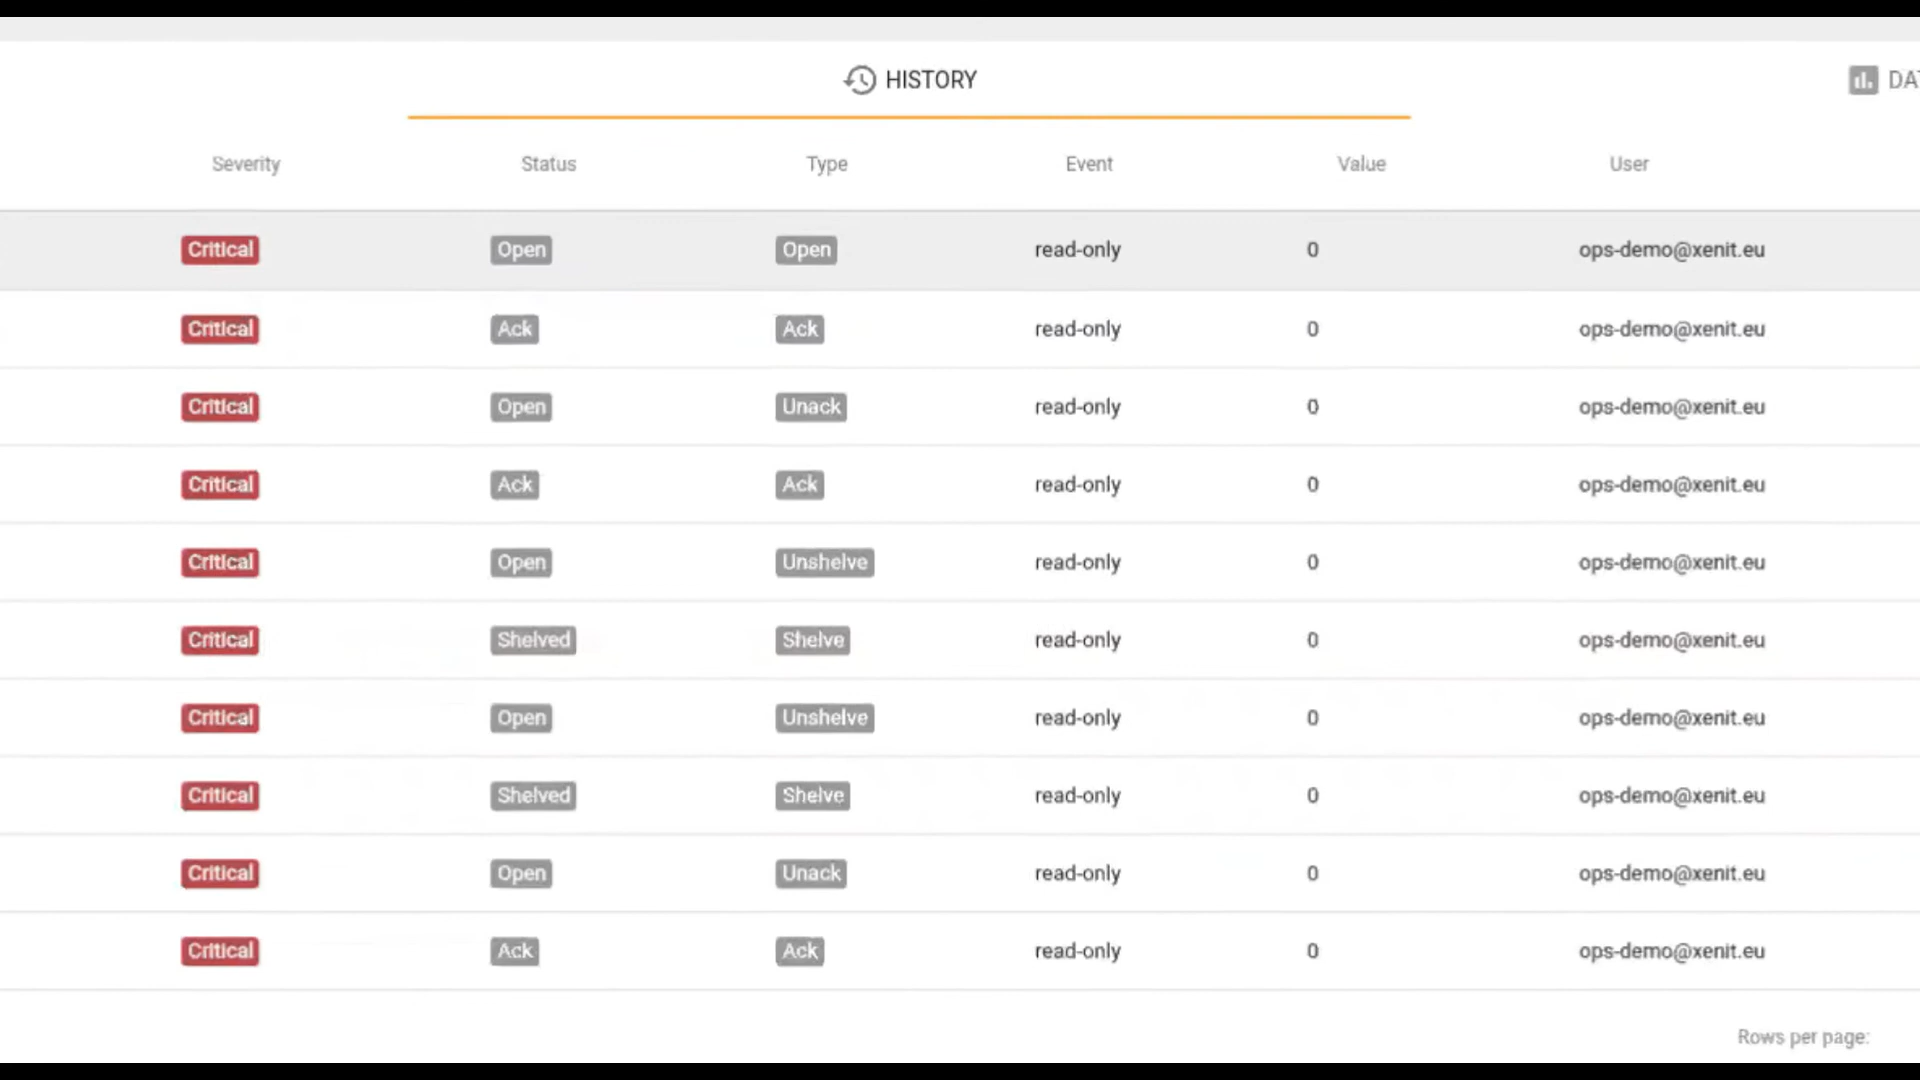 HISTORY
DA
Severity Status Type Event Value User
Critical Open Open read-only 0 ops-demo@xenit.eu
Critical Ack Ack read-only 0 ops-demo@xenit.eu
Critical Open Unack read-only 0 ops-demo@xenit.eu
Critical Ack Ack read-only 0 ops-demo@xenit.eu
Critical Open Unshelve read-only 0 ops-demo@xenit.eu
Critical Shelved Shelve read-only 0 ops-demo@xenit.eu
Critical Open Unshelve read-only 0 ops-demo@xenit.eu
Critical Shelved Shelve read-only 0 ops-demo@xenit.eu
Critical Open Unack read-only 0 ops-demo@xenit.eu
Critical Ack Ack read-only 0 ops-demo@xenit.eu
Rows per page: